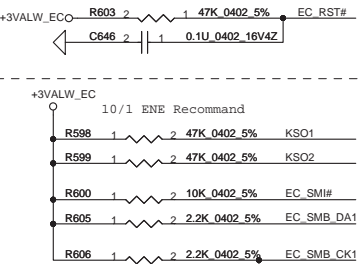 +3VALW_EC R603 2 1 47K_0402_5% EC_RST#
C646 2 1 0.1U_0402_16V4Z
+3VALW_EC
10/1 ENE Recommand
R598 1 2 47K_0402_5% KSO1
R599 1 2 47K_0402_5% KSO2
R600 1 2 10K_0402_5% EC_SMI#
R605 1 2 2.2K_0402_5% EC_SMB_DA1
R606 1 2 2.2K_0402_5% EC_SMB_CK1